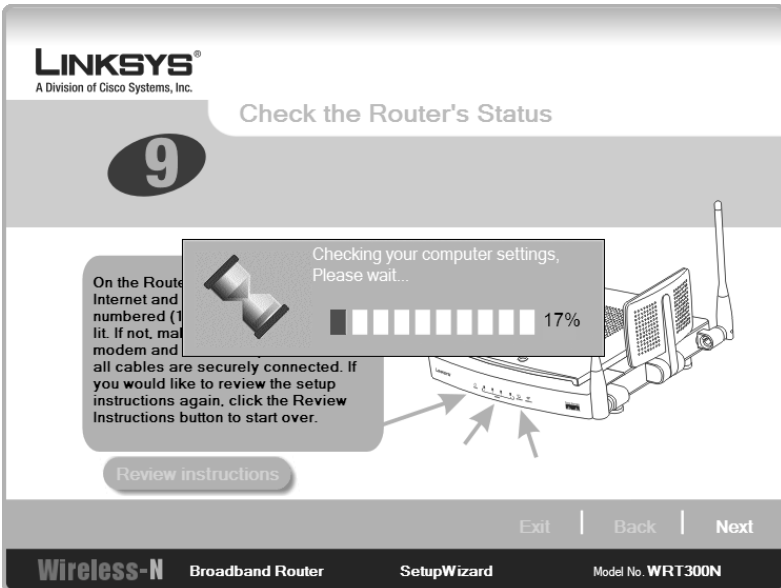 LINKSYS®
A Division of Cisco Systems, Inc.
Check the Router's Status
9
Checking your computer settings,
Please wait...
17%
On the Route
Internet and
numbered (1
lit. If not, mak
modem and
all cables are securely connected. If
you would like to review the setup
instructions again, click the Review
Instructions button to start over.
Review instructions
Exit Back Next
Wireless-N Broadband Router SetupWizard Model No. WRT300N